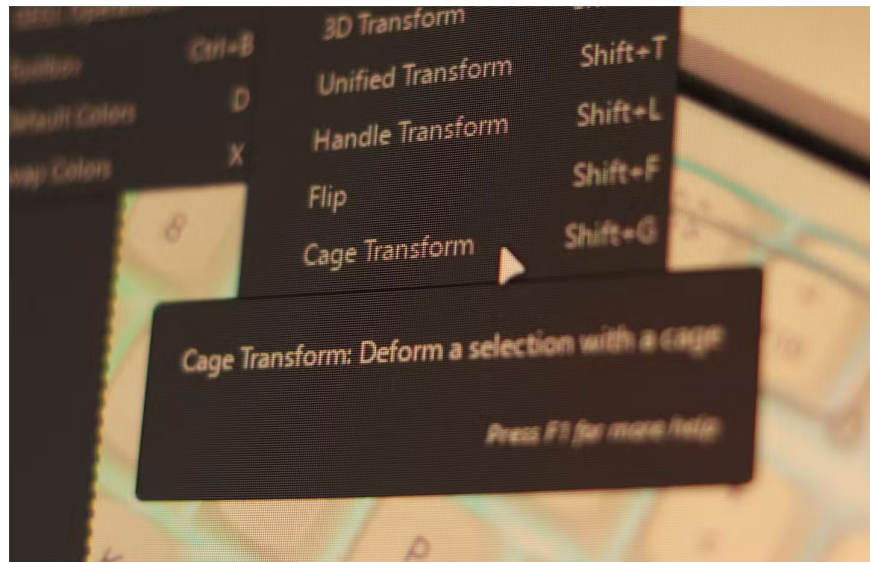 Ctrl+B
Default Colors D
Swap Colors X
3D Transform
Unified Transform Shift+T
Handle Transform Shift+L
Flip Shift+F
Cage Transform Shift+G
Cage Transform: Deform a selection with a cage
Press F1 for more help
8
P